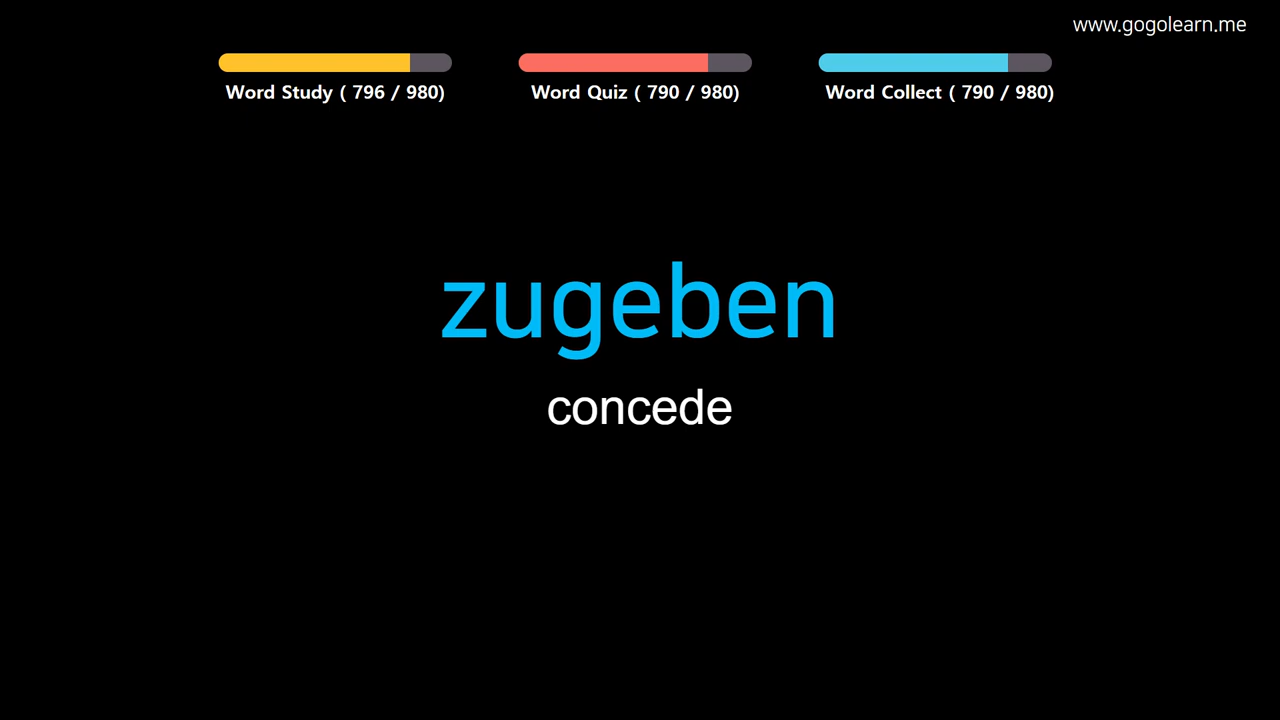 www.gogolearn.me
Word Study ( 796 / 980)
Word Quiz ( 790 / 980)
Word Collect ( 790 / 980)
zugeben
concede